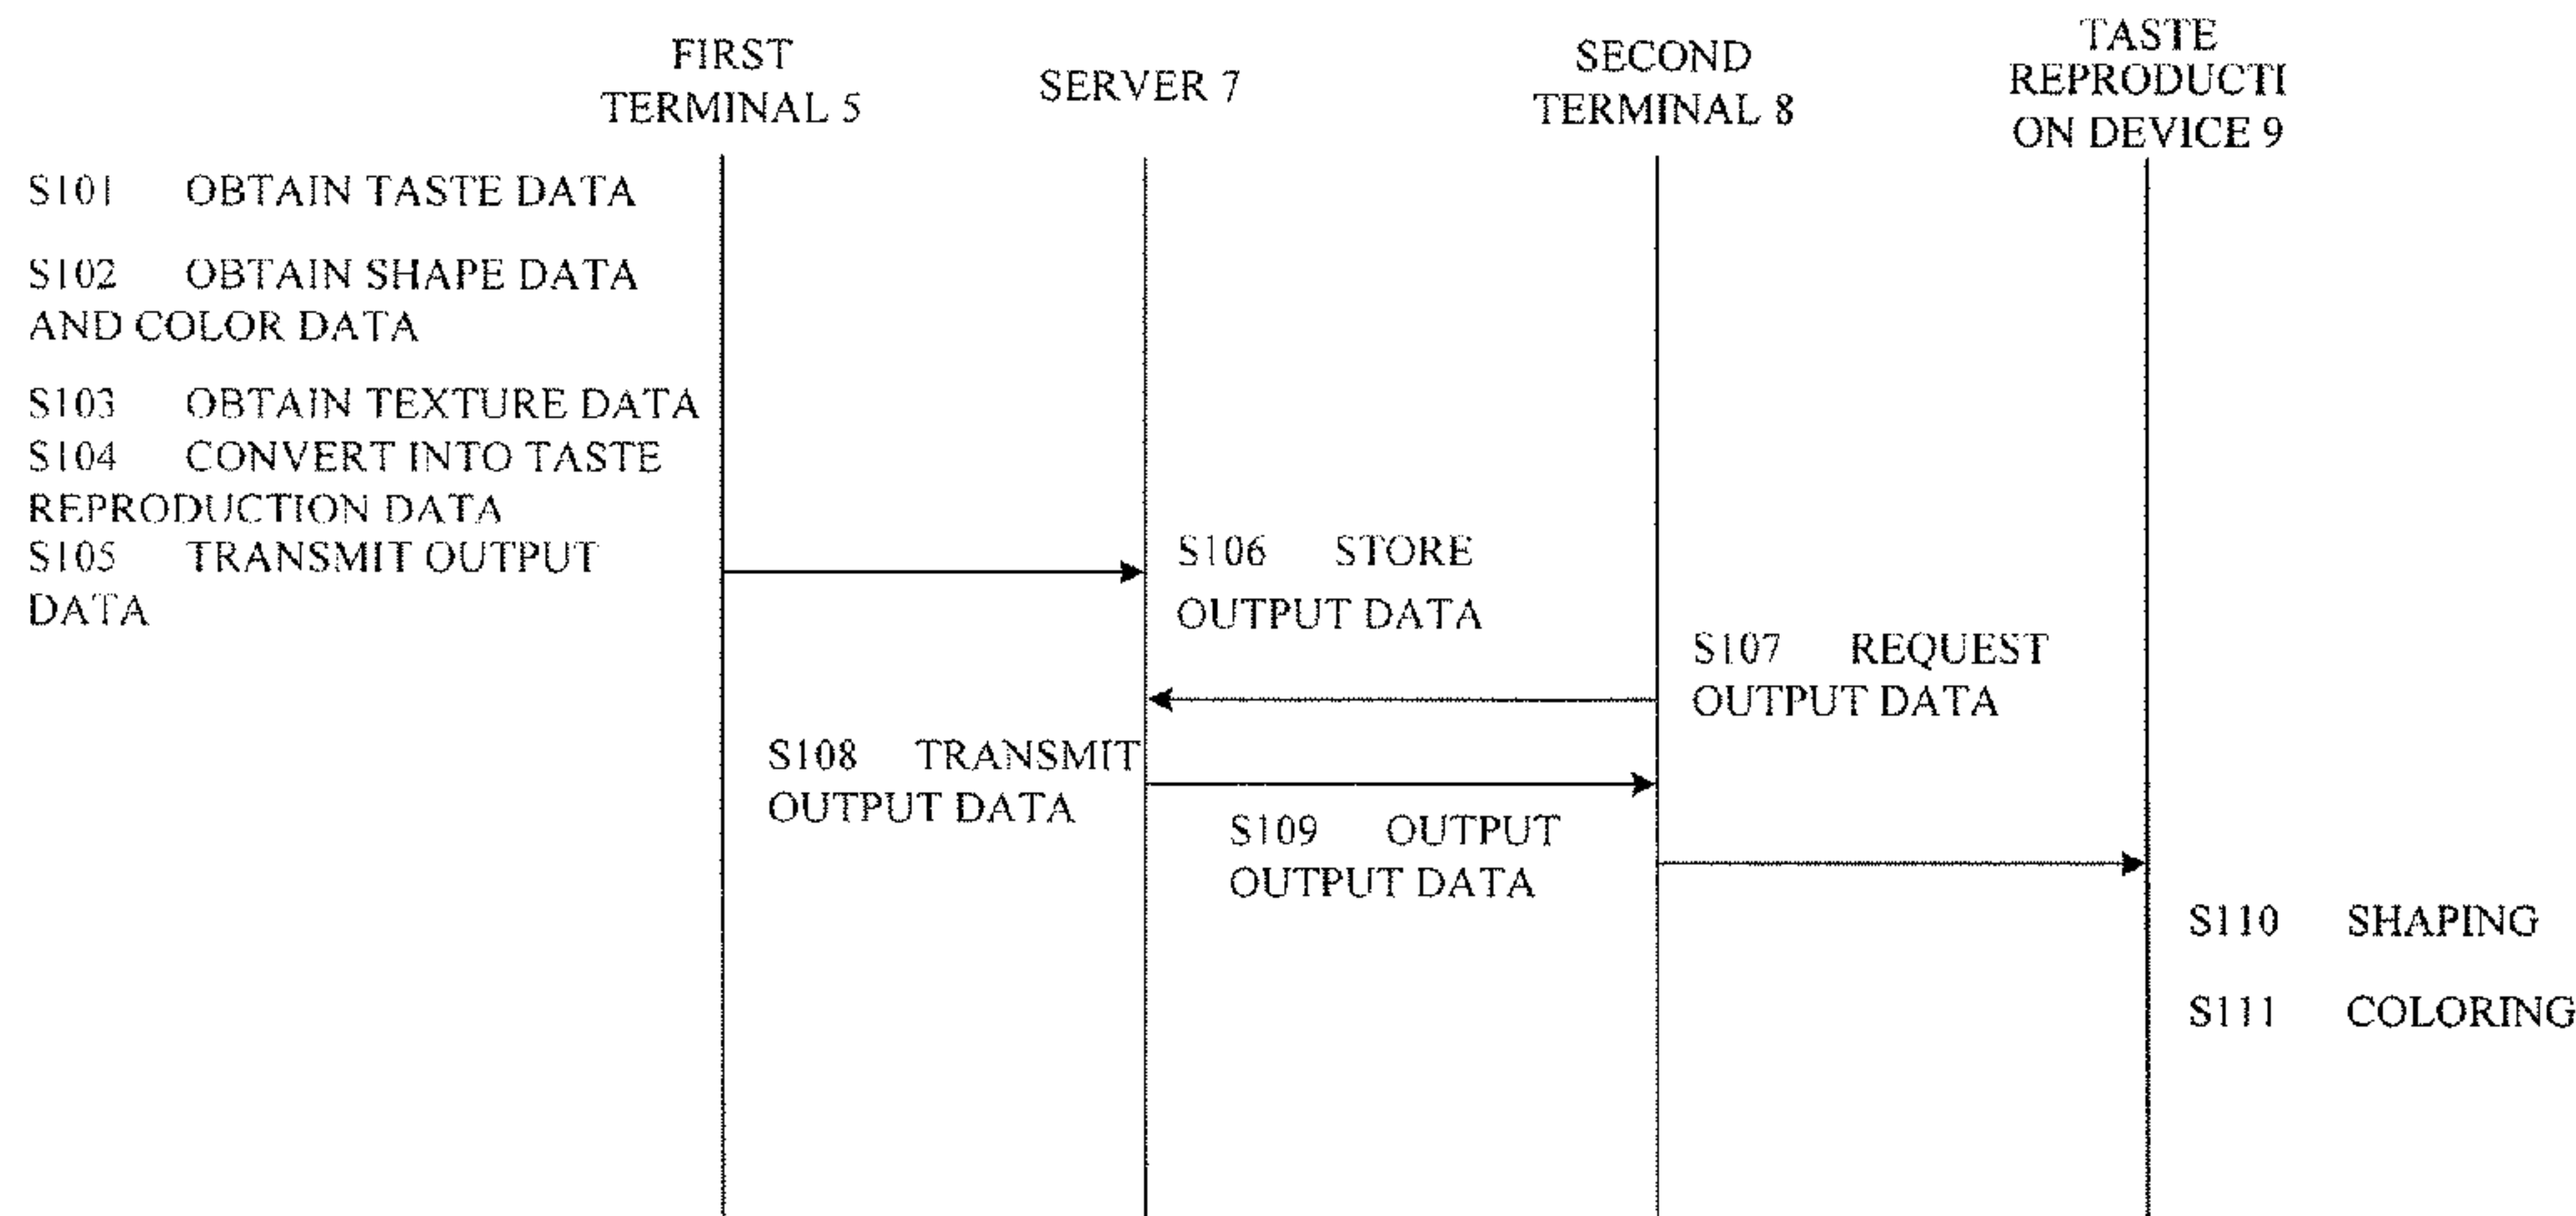 FIRST
TERMINAL 5
SERVER 7
SECOND
TERMINAL 8
TASTE
REPRODUCTI
ON DEVICE 9
S101 OBTAIN TASTE DATA
S102 OBTAIN SHAPE DATA
AND COLOR DATA
S103 OBTAIN TEXTURE DATA
S104 CONVERT INTO TASTE
REPRODUCTION DATA
S105 TRANSMIT OUTPUT
DATA
S106 STORE
OUTPUT DATA
S107 REQUEST
OUTPUT DATA
S108 TRANSMIT
OUTPUT DATA
S109 OUTPUT
OUTPUT DATA
S110 SHAPING
S111 COLORING